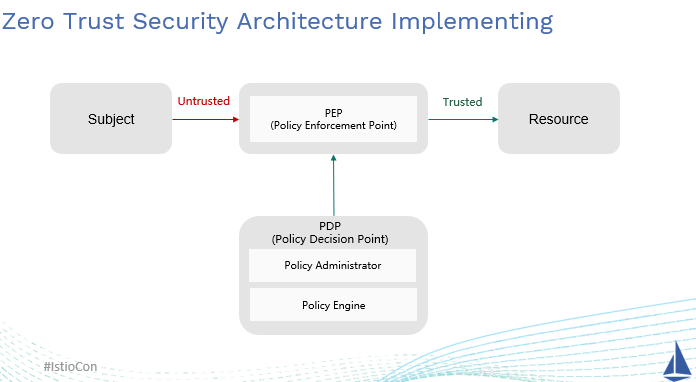 Zero Trust Security Architecture Implementing
Subject
Untrusted
PEP
(Policy Enforcement Point)
Trusted
Resource
PDP
(Policy Decision Point)
Policy Administrator
Policy Engine
#IstioCon